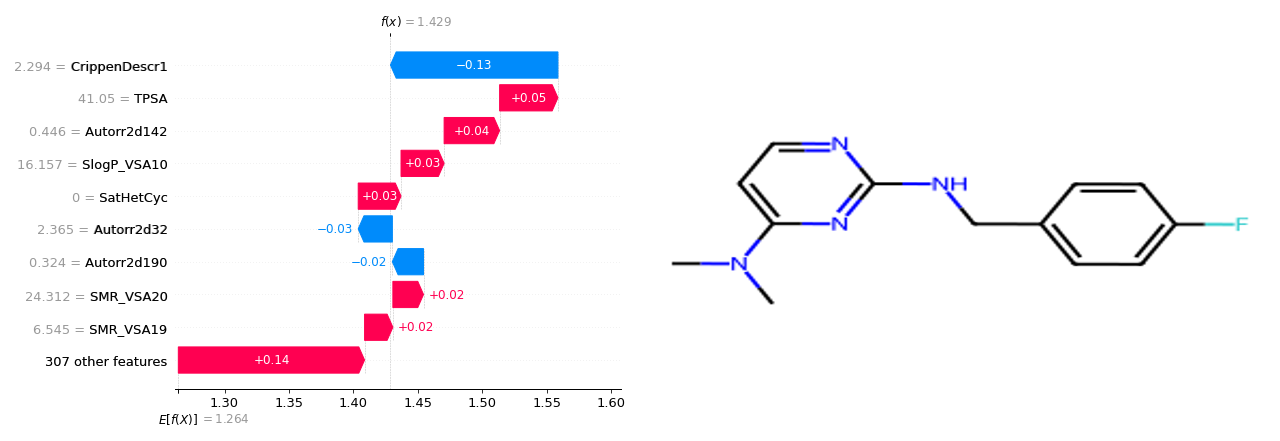 f(x) = 1.429
2.294 = CrippenDescr1
−0.13
41.05 = TPSA
+0.05
0.446 = Autorr2d142
+0.04
16.157 = SlogP_VSA10
+0.03
0 = SatHetCyc
+0.03
2.365 = Autorr2d32
−0.03
0.324 = Autorr2d190
−0.02
24.312 = SMR_VSA20
+0.02
6.545 = SMR_VSA19
+0.02
307 other features
+0.14
1.30 1.35 1.40 1.45 1.50 1.55 1.60
E[f(X)] = 1.264
N
NH
N
F
N